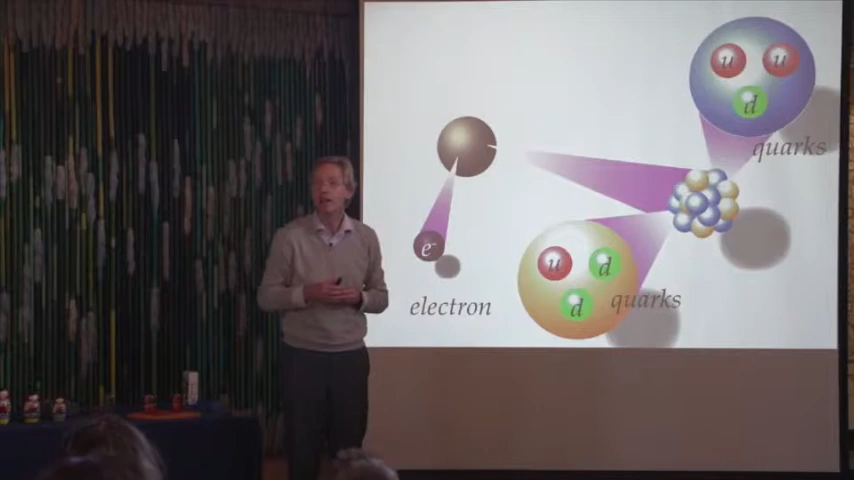 u u
d
quarks
e⁻
electron
u d
d
quarks